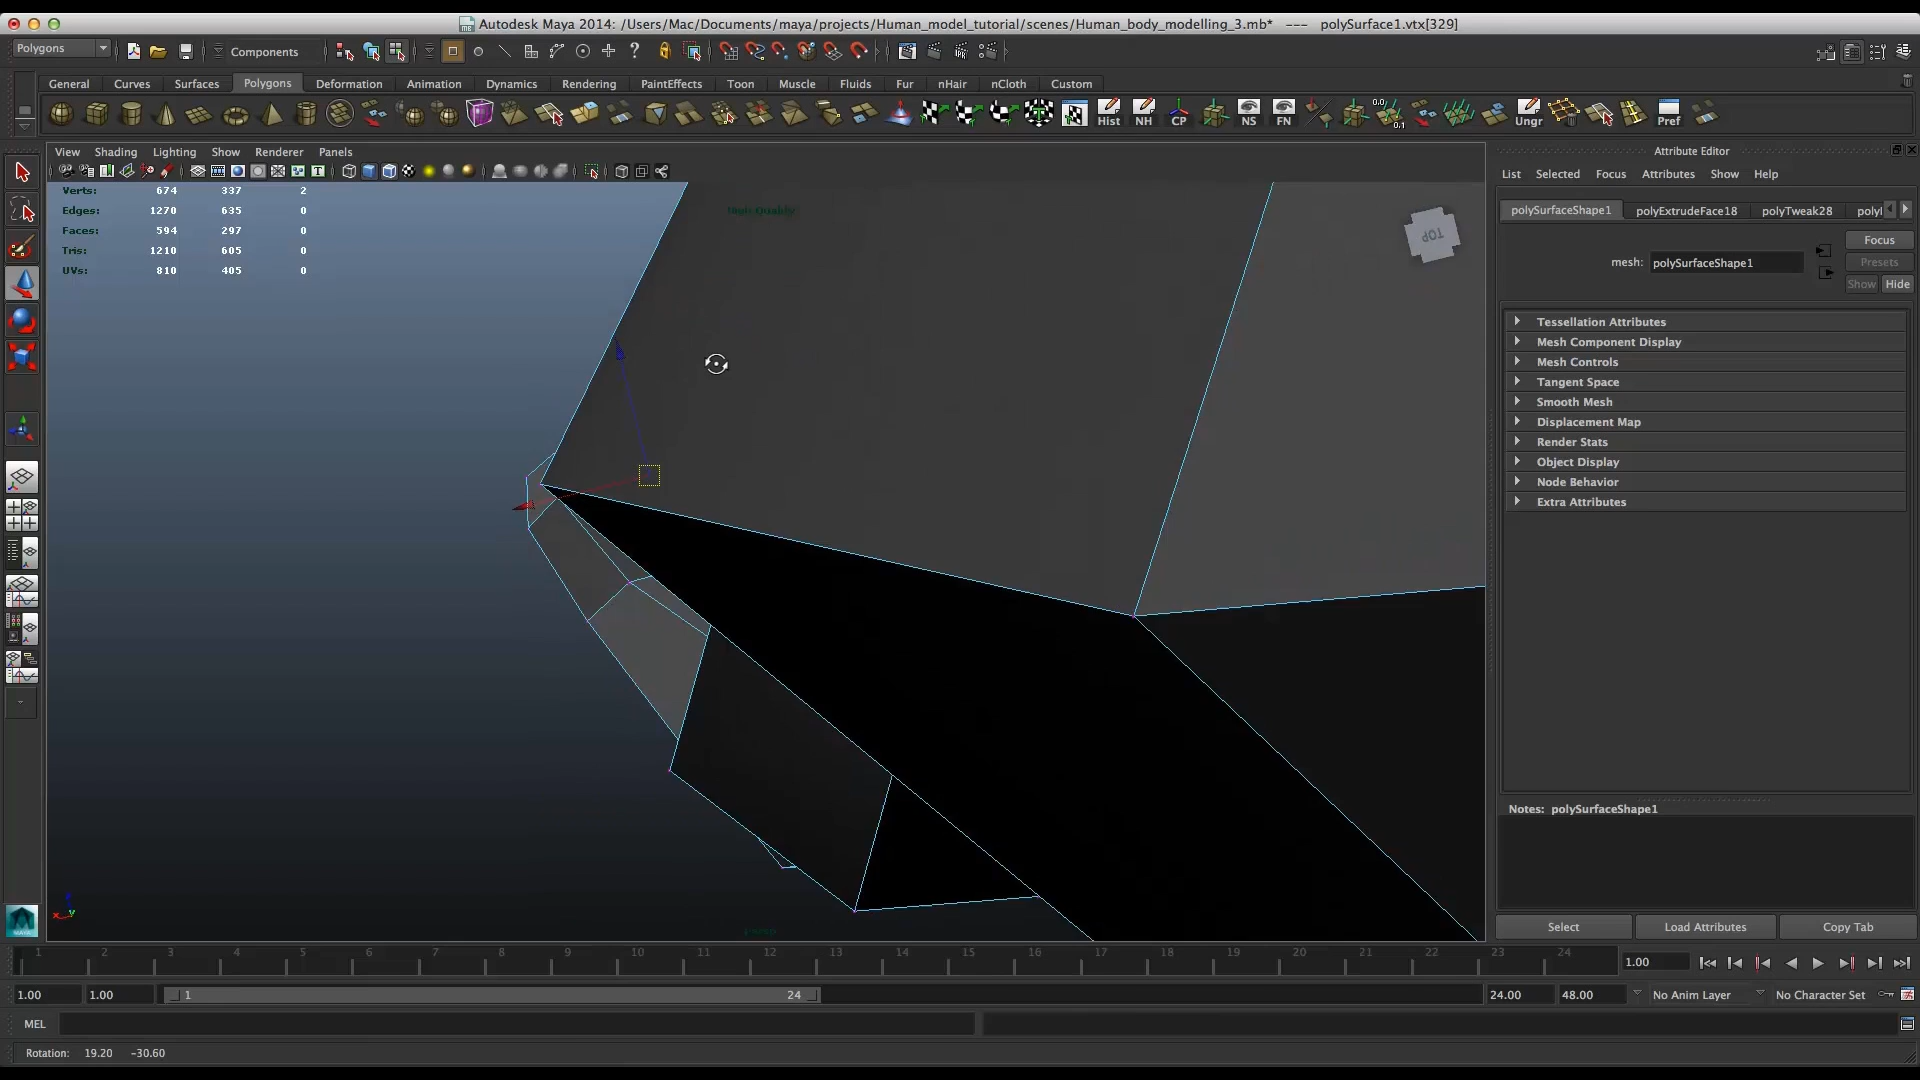 Autodesk Maya 2014: /Users/Mac/Documents/maya/projects/Human_model_tutorial/scenes/Human_body_modelling_3.mb* --- polySurface1.vtx[329]
Polygons
Components
General Curves Surfaces Polygons Deformation Animation Dynamics Rendering PaintEffects Toon Muscle Fluids Fur nHair nCloth Custom
Hist NH CP NS FN 0.0 0.1 Ungr Pref
View Shading Lighting Show Renderer Panels
Verts: 674 337 2
Edges: 1270 635 0
Faces: 594 297 0
Tris: 1210 605 0
UVs: 810 405 0
High Quality
TOP
persp
Attribute Editor
List Selected Focus Attributes Show Help
polySurfaceShape1 polyExtrudeFace18 polyTweak28 polyl
Focus
mesh: polySurfaceShape1
Presets
Show Hide
Tessellation Attributes
Mesh Component Display
Mesh Controls
Tangent Space
Smooth Mesh
Displacement Map
Render Stats
Object Display
Node Behavior
Extra Attributes
Notes: polySurfaceShape1
Select Load Attributes Copy Tab
1 2 3 4 5 6 7 8 9 10 11 12 13 14 15 16 17 18 19 20 21 22 23 24
1.00
1.00 1.00 1 24 24.00 48.00 No Anim Layer No Character Set
MEL
Rotation: 19.20 -30.60